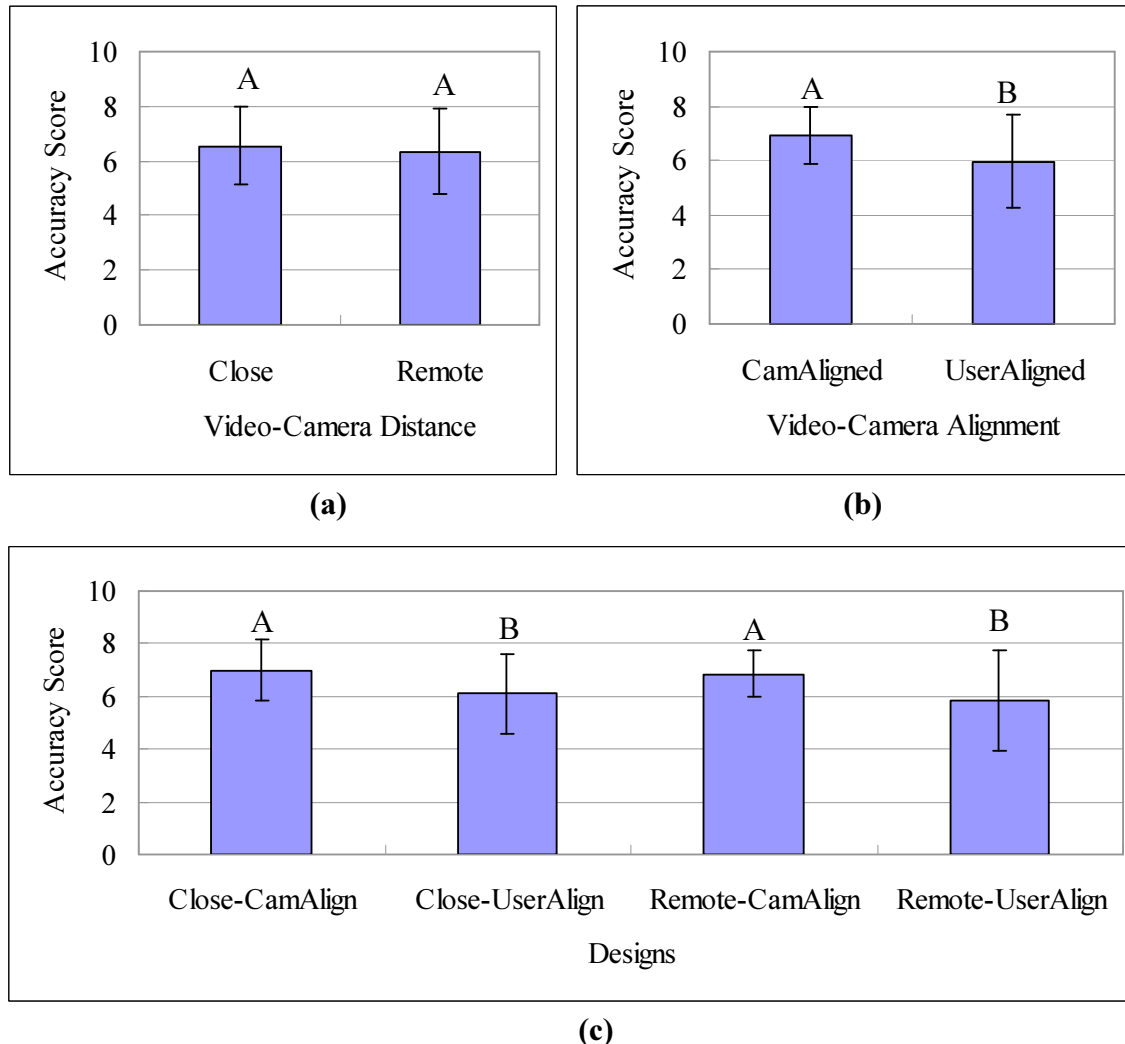 10
8
6
4
2
0
Accuracy Score
A
A
Close
Remote
Video-Camera Distance
(a)
10
8
6
4
2
0
Accuracy Score
A
B
CamAligned
UserAligned
Video-Camera Alignment
(b)
10
8
6
4
2
0
Accuracy Score
A
B
A
B
Close-CamAlign
Close-UserAlign
Remote-CamAlign
Remote-UserAlign
Designs
(c)